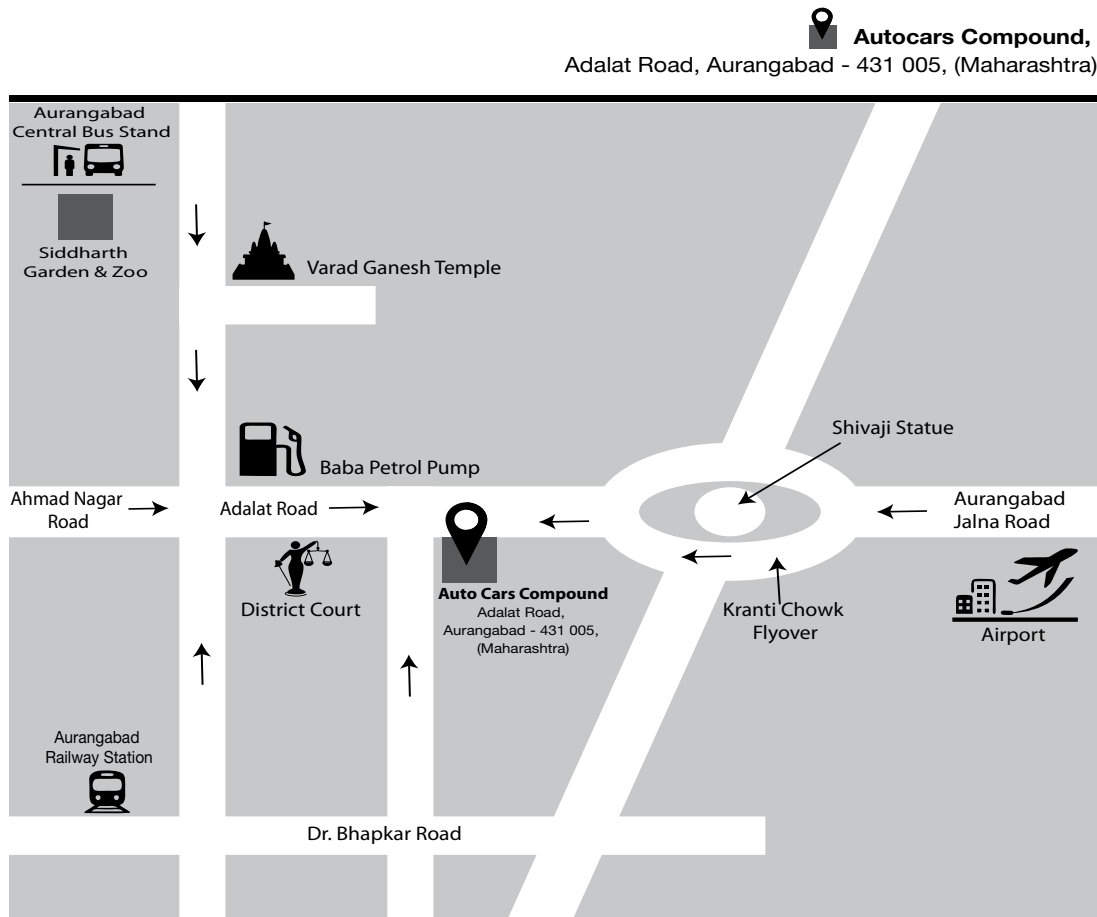 Autocars Compound,
Adalat Road, Aurangabad - 431 005, (Maharashtra)
Aurangabad
Central Bus Stand
Siddharth
Garden & Zoo
Varad Ganesh Temple
Shivaji Statue
Baba Petrol Pump
Ahmad Nagar
Road
Adalat Road
Aurangabad
Jalna Road
District Court
Auto Cars Compound
Adalat Road,
Aurangabad - 431 005,
(Maharashtra)
Kranti Chowk
Flyover
Airport
Aurangabad
Railway Station
Dr. Bhapkar Road